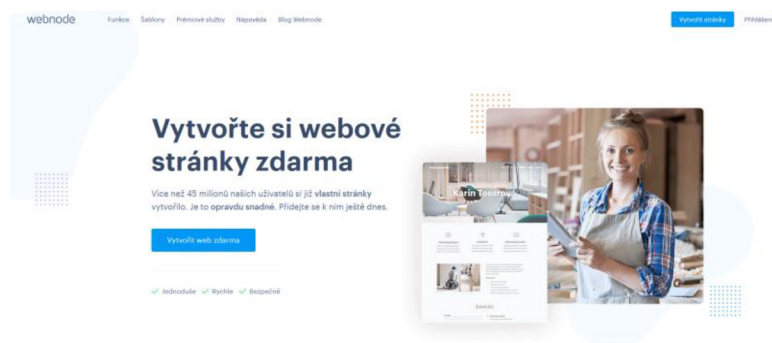 webnode
Funkce Šablony Prémiové služby Nápověda Blog Webnode
Vytvořit stránky Přihlášení
Vytvořte si webové
stránky zdarma
Více než 45 milionů našich uživatelů si již vlastní stránky
vytvořilo. Je to opravdu snadné. Přidejte se k nim ještě dnes.
Vytvořit web zdarma
Jednoduše Rychle Bezpečně
Karin Tesařová